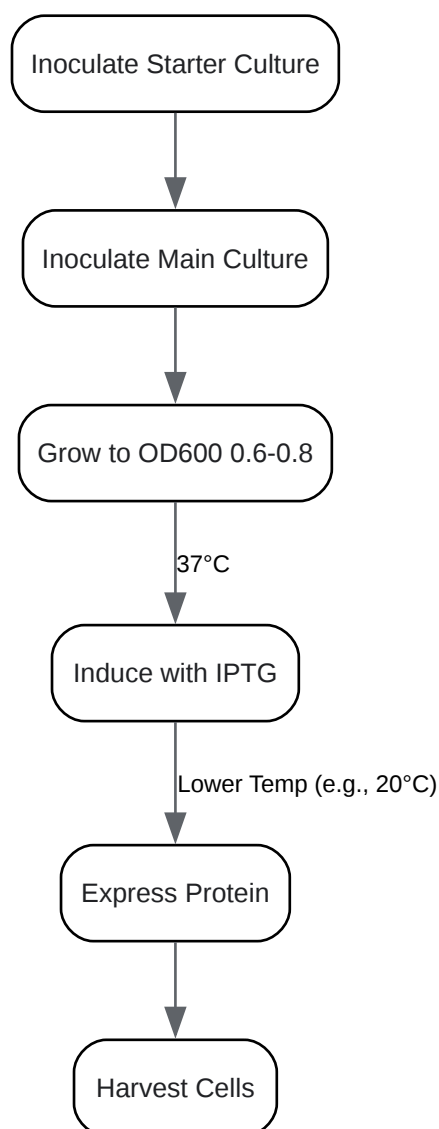 Inoculate Starter Culture
Inoculate Main Culture
Grow to OD600 0.6-0.8
37°C
Induce with IPTG
Lower Temp (e.g., 20°C)
Express Protein
Harvest Cells